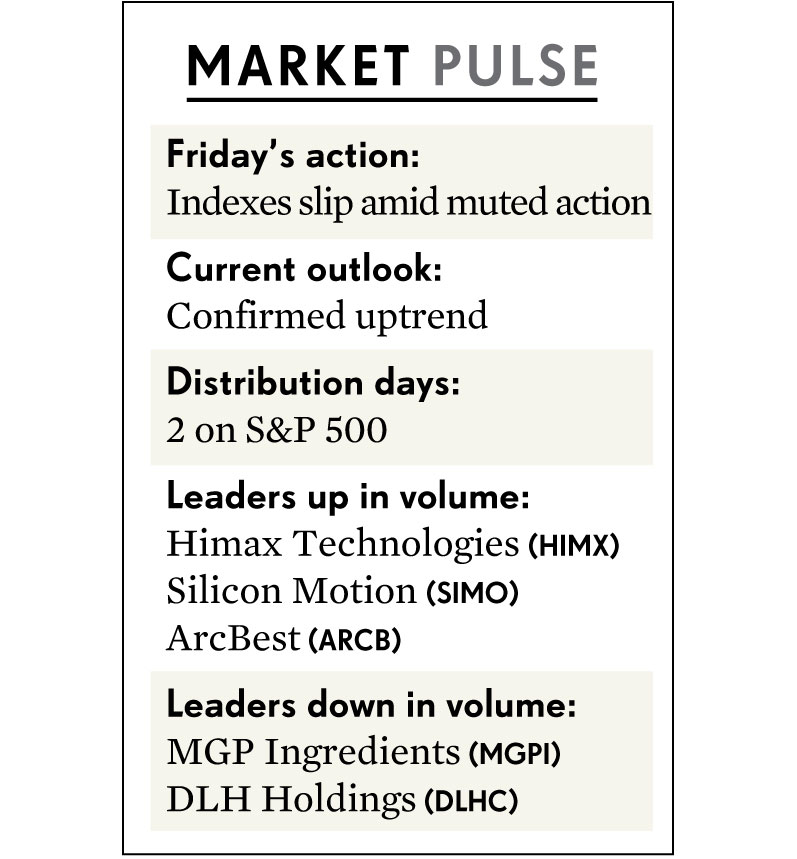 MARKET PULSE
Friday’s action:
Indexes slip amid muted action
Current outlook:
Confirmed uptrend
Distribution days:
2 on S&P 500
Leaders up in volume:
Himax Technologies (HIMX)
Silicon Motion (SIMO)
ArcBest (ARCB)
Leaders down in volume:
MGP Ingredients (MGPI)
DLH Holdings (DLHC)